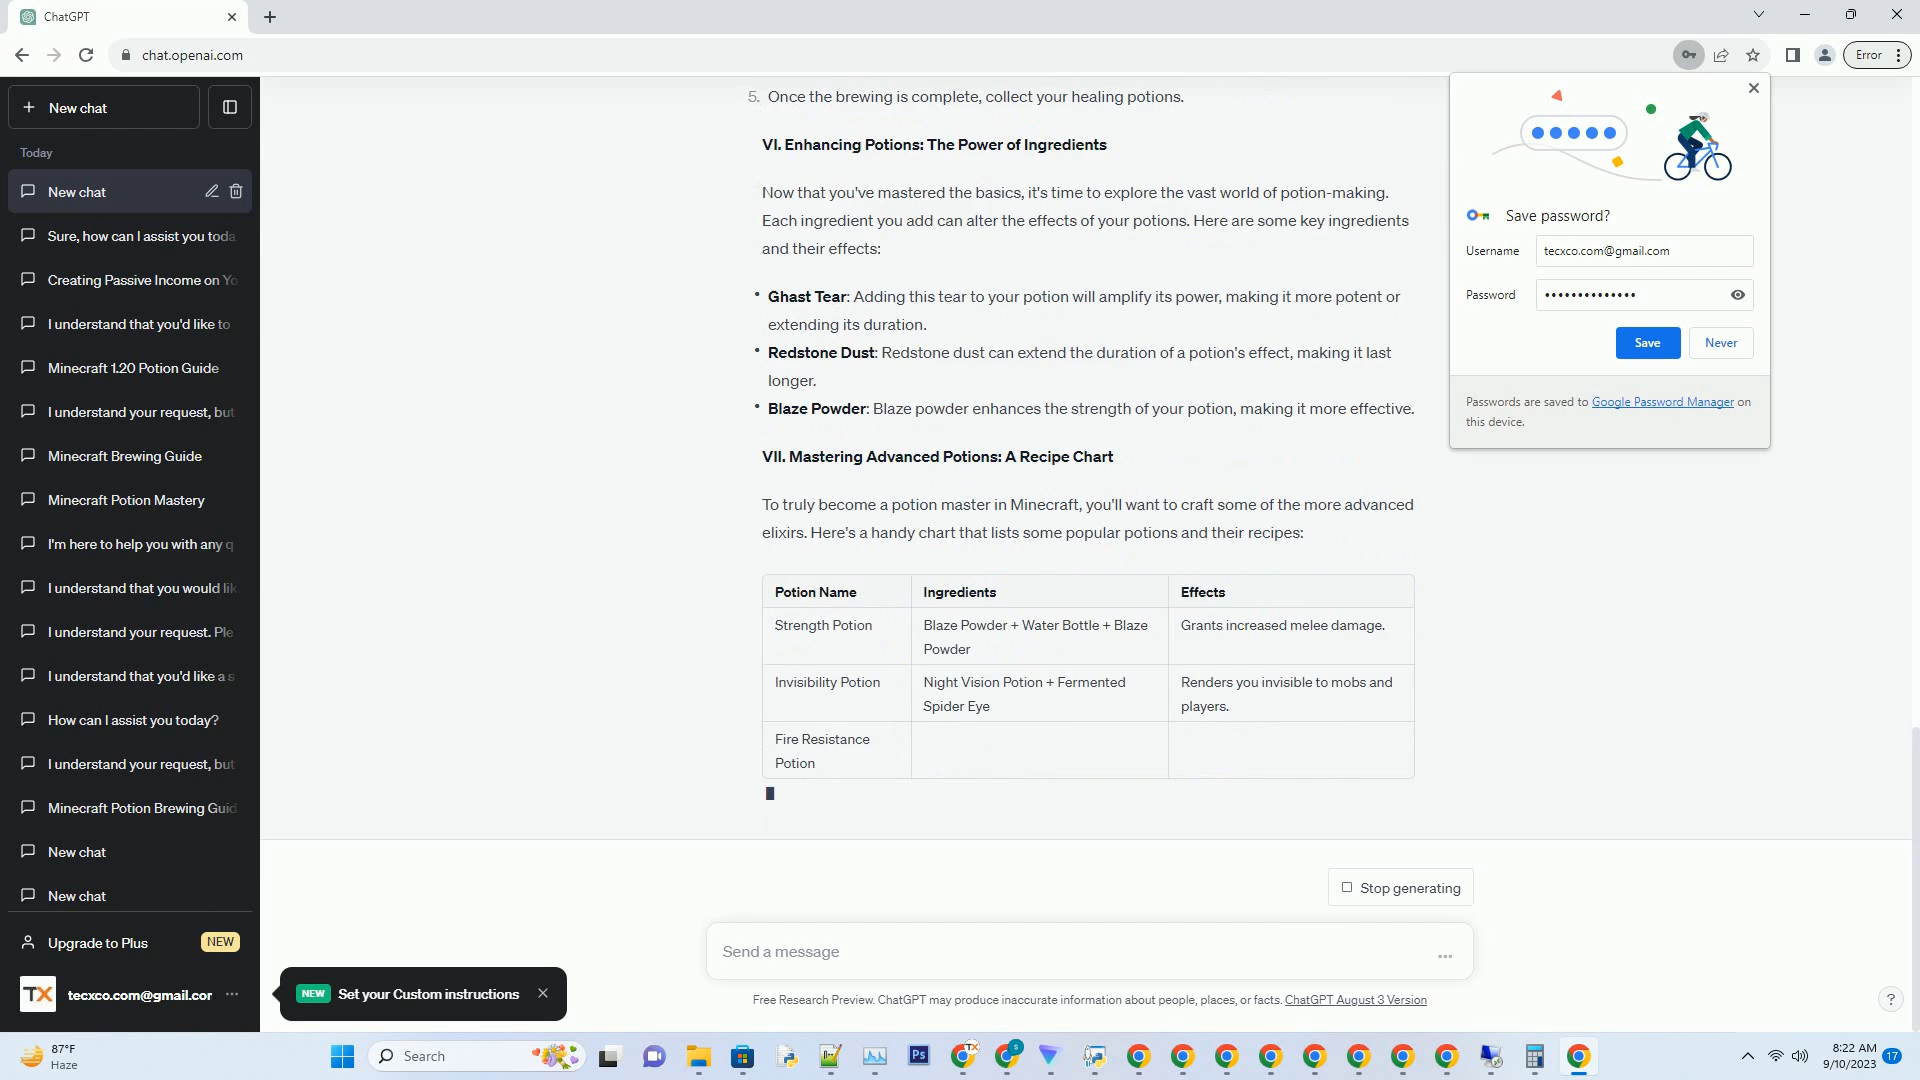 ChatGPT
chat.openai.com
Error
New chat
Today
New chat
Sure, how can I assist you toda
Creating Passive Income on Yo
I understand that you'd like to
Minecraft 1.20 Potion Guide
I understand your request, but
Minecraft Brewing Guide
Minecraft Potion Mastery
I'm here to help you with any q
I understand that you would lik
I understand your request. Ple
I understand that you'd like a s
How can I assist you today?
I understand your request, but
Minecraft Potion Brewing Guid
New chat
New chat
Upgrade to Plus NEW
TX tecxco.com@gmail.cor
NEW Set your Custom instructions
5. Once the brewing is complete, collect your healing potions.
VI. Enhancing Potions: The Power of Ingredients
Now that you've mastered the basics, it's time to explore the vast world of potion-making.
Each ingredient you add can alter the effects of your potions. Here are some key ingredients
and their effects:
• Ghast Tear: Adding this tear to your potion will amplify its power, making it more potent or
extending its duration.
• Redstone Dust: Redstone dust can extend the duration of a potion's effect, making it last
longer.
• Blaze Powder: Blaze powder enhances the strength of your potion, making it more effective.
VII. Mastering Advanced Potions: A Recipe Chart
To truly become a potion master in Minecraft, you'll want to craft some of the more advanced
elixirs. Here's a handy chart that lists some popular potions and their recipes:
Potion Name Ingredients Effects
Strength Potion Blaze Powder + Water Bottle + Blaze Grants increased melee damage.
Powder
Invisibility Potion Night Vision Potion + Fermented Renders you invisible to mobs and
Spider Eye players.
Fire Resistance
Potion
Stop generating
Send a message
Free Research Preview. ChatGPT may produce inaccurate information about people, places, or facts. ChatGPT August 3 Version
?
Save password?
Username tecxco.com@gmail.com
Password ••••••••••••••
Save Never
Passwords are saved to Google Password Manager on
this device.
87°F
Haze
Search
Ps
TX
S
8:22 AM
9/10/2023
17